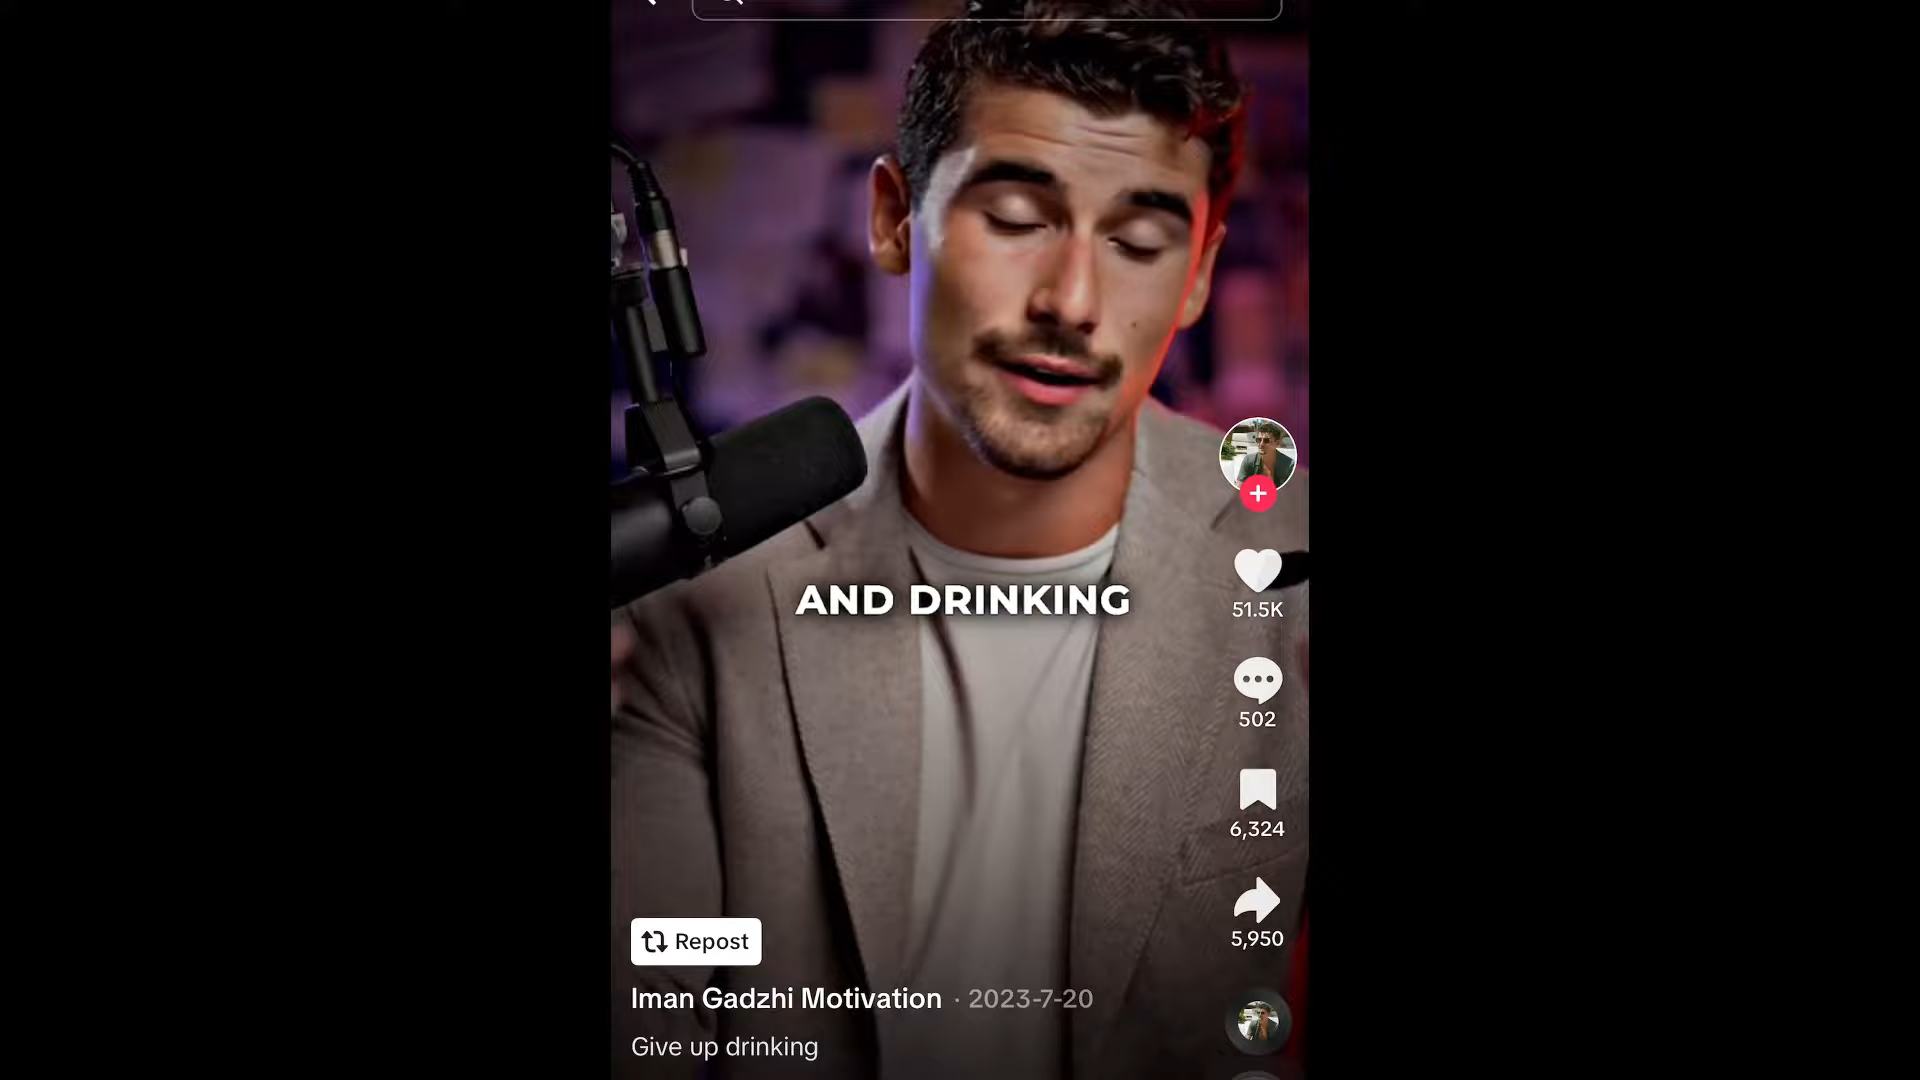 AND DRINKING
51.5K
502
6,324
5,950
Repost
Iman Gadzhi Motivation · 2023-7-20
Give up drinking